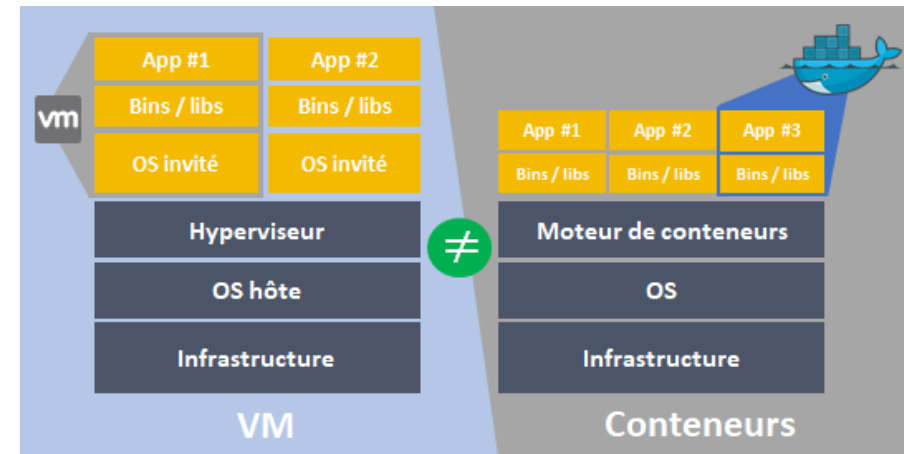 vm
App #1
App #2
Bins / libs
Bins / libs
OS invité
OS invité
Hyperviseur
OS hôte
Infrastructure
VM
≠
App #1
App #2
App #3
Bins / libs
Bins / libs
Bins / libs
Moteur de conteneurs
OS
Infrastructure
Conteneurs